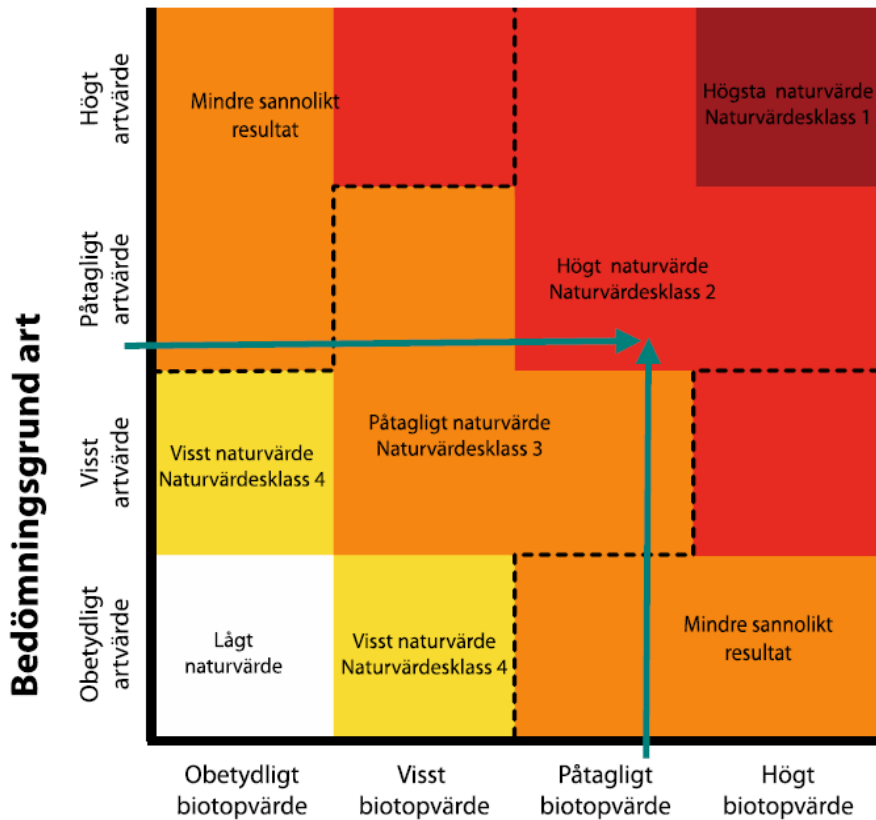 Bedömningsgrund art
Högt
artvärde
Påtagligt
artvärde
Visst
artvärde
Obetydligt
artvärde
Mindre sannolikt
resultat
Högsta naturvärde
Naturvärdesklass 1
Högt naturvärde
Naturvärdesklass 2
Påtagligt naturvärde
Naturvärdesklass 3
Visst naturvärde
Naturvärdesklass 4
Lågt
naturvärde
Visst naturvärde
Naturvärdesklass 4
Mindre sannolikt
resultat
Obetydligt
biotopvärde
Visst
biotopvärde
Påtagligt
biotopvärde
Högt
biotopvärde